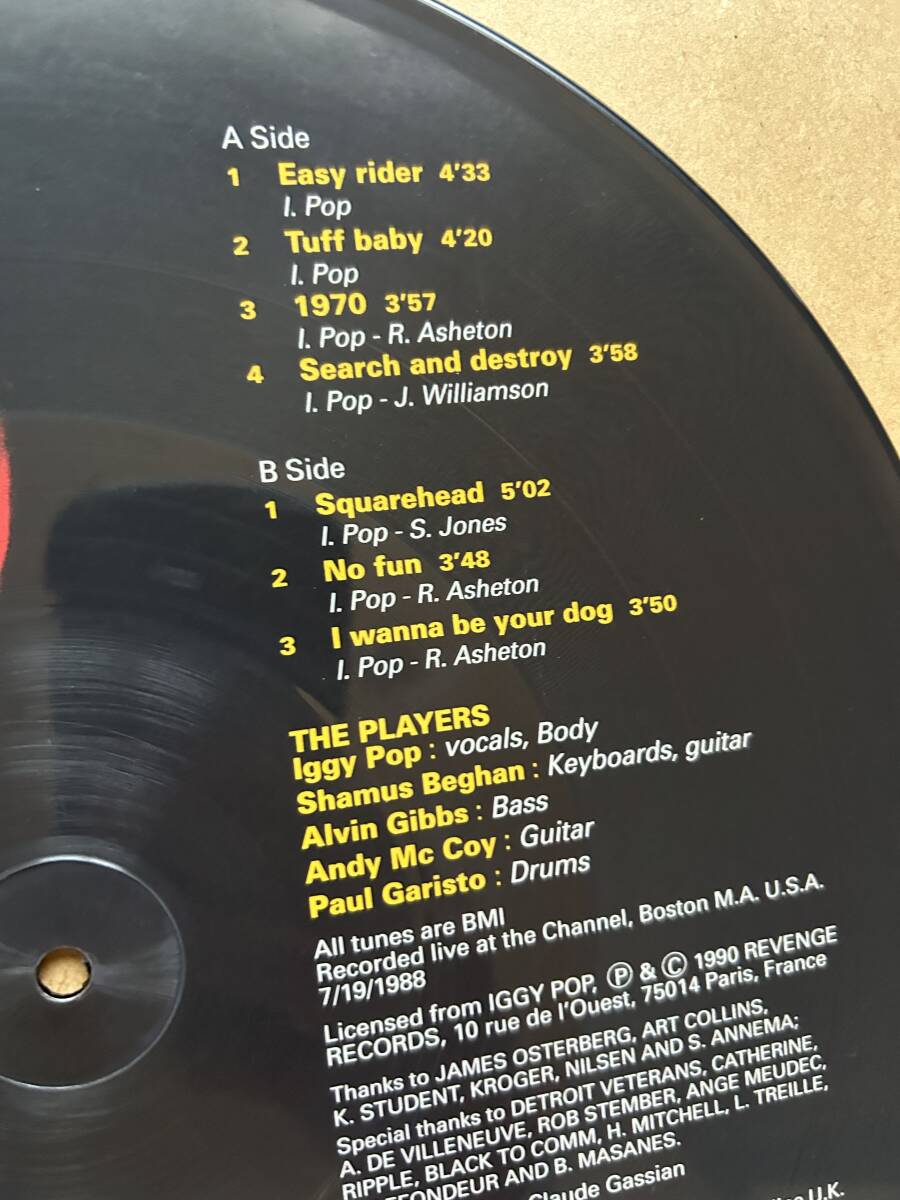 A Side
1 Easy rider 4'33
I. Pop
2 Tuff baby 4'20
I. Pop
3 1970 3'57
I. Pop - R. Asheton
4 Search and destroy 3'58
I. Pop - J. Williamson
B Side
1 Squarehead 5'02
I. Pop - S. Jones
2 No fun 3'48
I. Pop - R. Asheton
3 I wanna be your dog 3'50
I. Pop - R. Asheton
THE PLAYERS
Iggy Pop : vocals, Body
Shamus Beghan : Keyboards, guitar
Alvin Gibbs : Bass
Andy Mc Coy : Guitar
Paul Garisto : Drums
All tunes are BMI
Recorded live at the Channel, Boston M.A. U.S.A.
7/19/1988
Licensed from IGGY POP, Ⓟ & © 1990 REVENGE
RECORDS, 10 rue de l'Ouest, 75014 Paris, France
Thanks to JAMES OSTERBERG, ART COLLINS,
K. STUDENT, KROGER, NILSEN AND S. ANNEMA;
Special thanks to DETROIT VETERANS, CATHERINE,
A. DE VILLENEUVE, ROB STEMBER, ANGE MEUDEC,
RIPPLE, BLACK TO COMM, H. MITCHELL, L. TREILLE,
AND B. MASANES.
Claude Gassian
U.K.